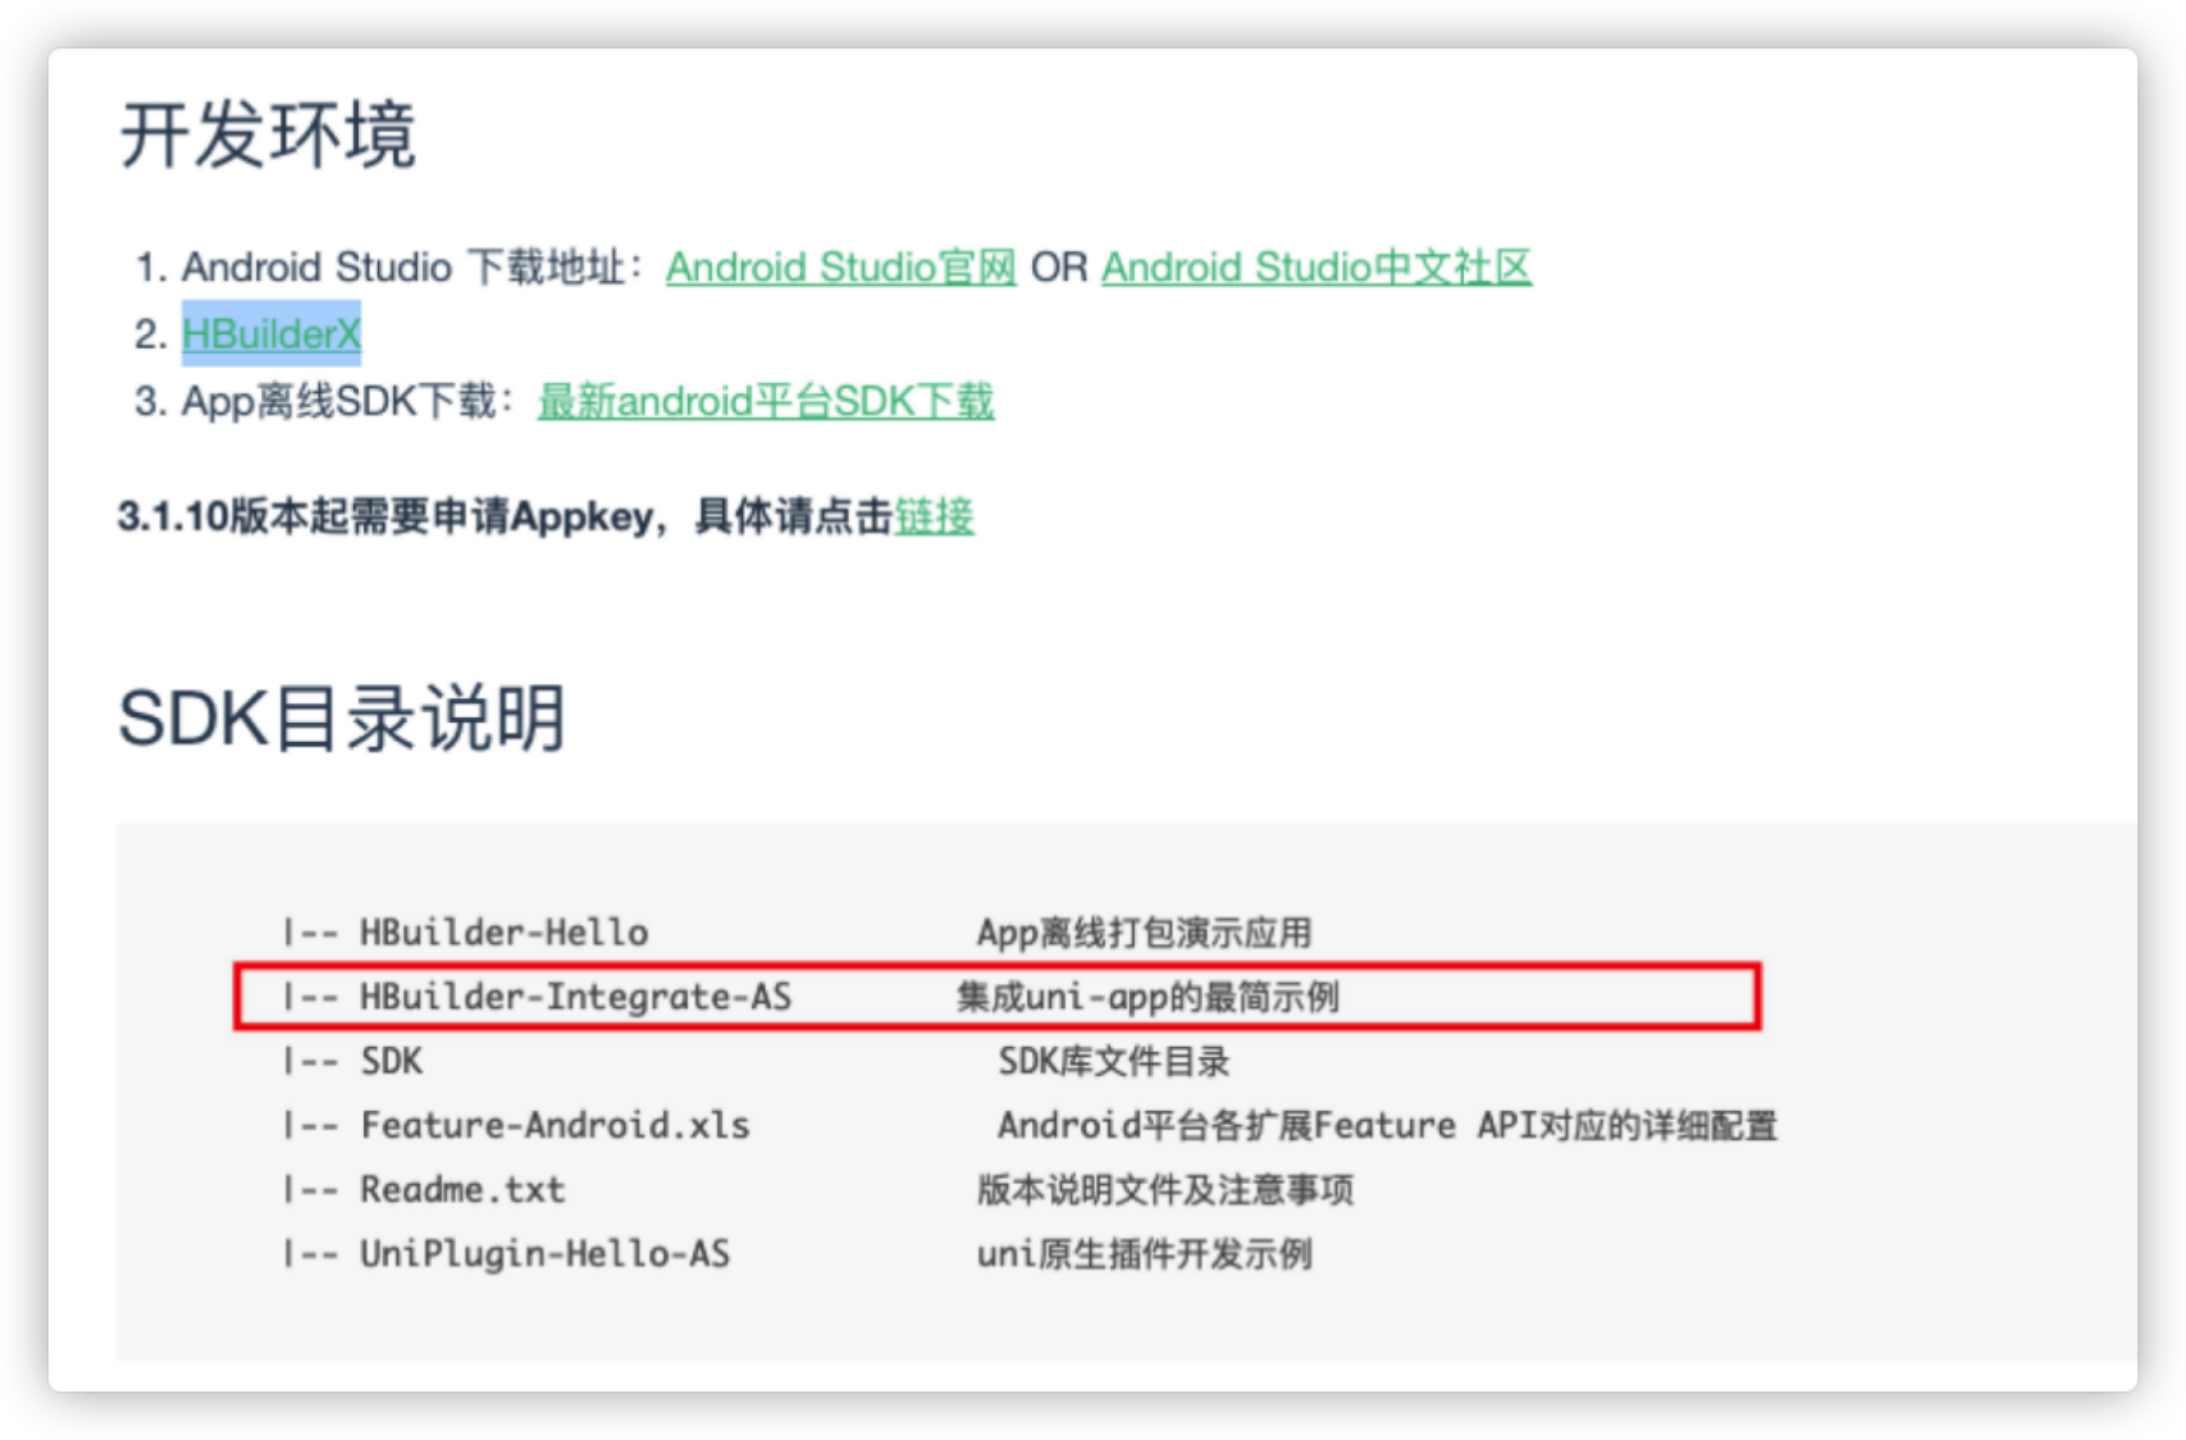 开发环境
1. Android Studio 下载地址： Android Studio官网 OR Android Studio中文社区
2. HBuilderX
3. App离线SDK下载： 最新android平台SDK下载
3.1.10版本起需要申请Appkey，具体请点击链接
SDK目录说明
|-- HBuilder-Hello App离线打包演示应用
|-- HBuilder-Integrate-AS 集成uni-app的最简示例
|-- SDK SDK库文件目录
|-- Feature-Android.xls Android平台各扩展Feature API对应的详细配置
|-- Readme.txt 版本说明文件及注意事项
|-- UniPlugin-Hello-AS uni原生插件开发示例